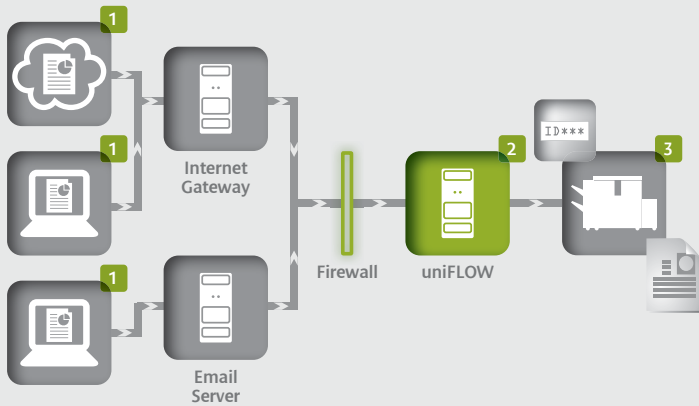 1
1
Internet
Gateway
1
Email
Server
Firewall
2
uniFLOW
ID***
3